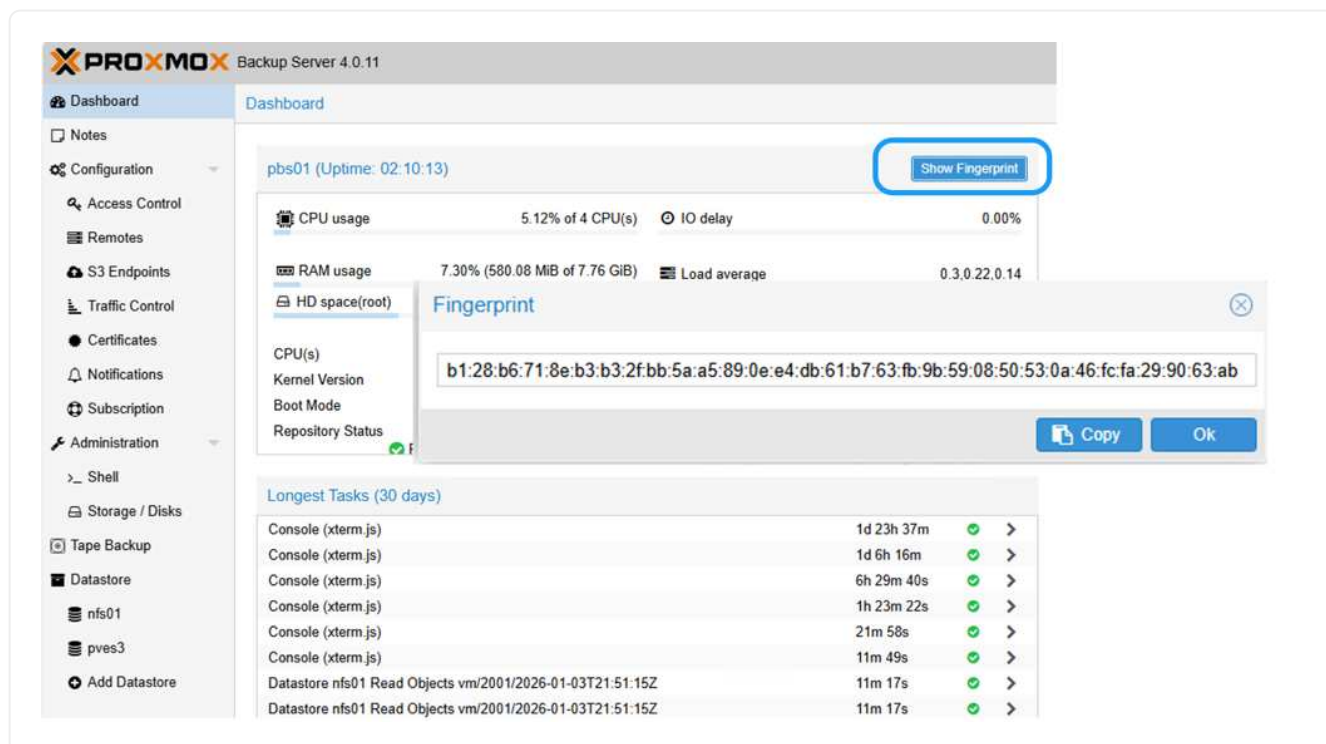 PROXMOX Backup Server 4.0.11
Dashboard
Notes
Configuration
Access Control
Remotes
S3 Endpoints
Traffic Control
Certificates
Notifications
Subscription
Administration
>_ Shell
Storage / Disks
Tape Backup
Datastore
nfs01
pves3
Add Datastore
Dashboard
pbs01 (Uptime: 02:10:13)
Show Fingerprint
CPU usage 5.12% of 4 CPU(s)
IO delay 0.00%
RAM usage 7.30% (580.08 MiB of 7.76 GiB)
Load average 0.3,0.22,0.14
HD space(root)
CPU(s)
Kernel Version
Boot Mode
Repository Status
Fingerprint
b1:28:b6:71:8e:b3:b3:2f:bb:5a:a5:89:0e:e4:db:61:b7:63:fb:9b:59:08:50:53:0a:46:fc:fa:29:90:63:ab
Copy
Ok
Longest Tasks (30 days)
Console (xterm.js) 1d 23h 37m
Console (xterm.js) 1d 6h 16m
Console (xterm.js) 6h 29m 40s
Console (xterm.js) 1h 23m 22s
Console (xterm.js) 21m 58s
Console (xterm.js) 11m 49s
Datastore nfs01 Read Objects vm/2001/2026-01-03T21:51:15Z 11m 17s
Datastore nfs01 Read Objects vm/2001/2026-01-03T21:51:15Z 11m 17s